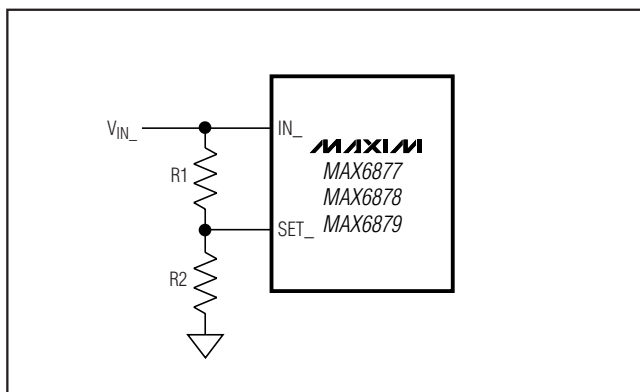 V_IN_
IN_
MAXIM
MAX6877
R1
MAX6878
MAX6879
SET_
R2